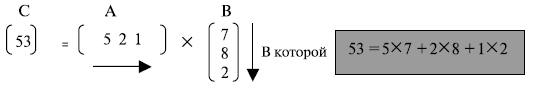 C A B
(53) = ( 5 2 1 ) × ( 7 8 2 ) В которой 53 =5×7 +2×8 +1×2